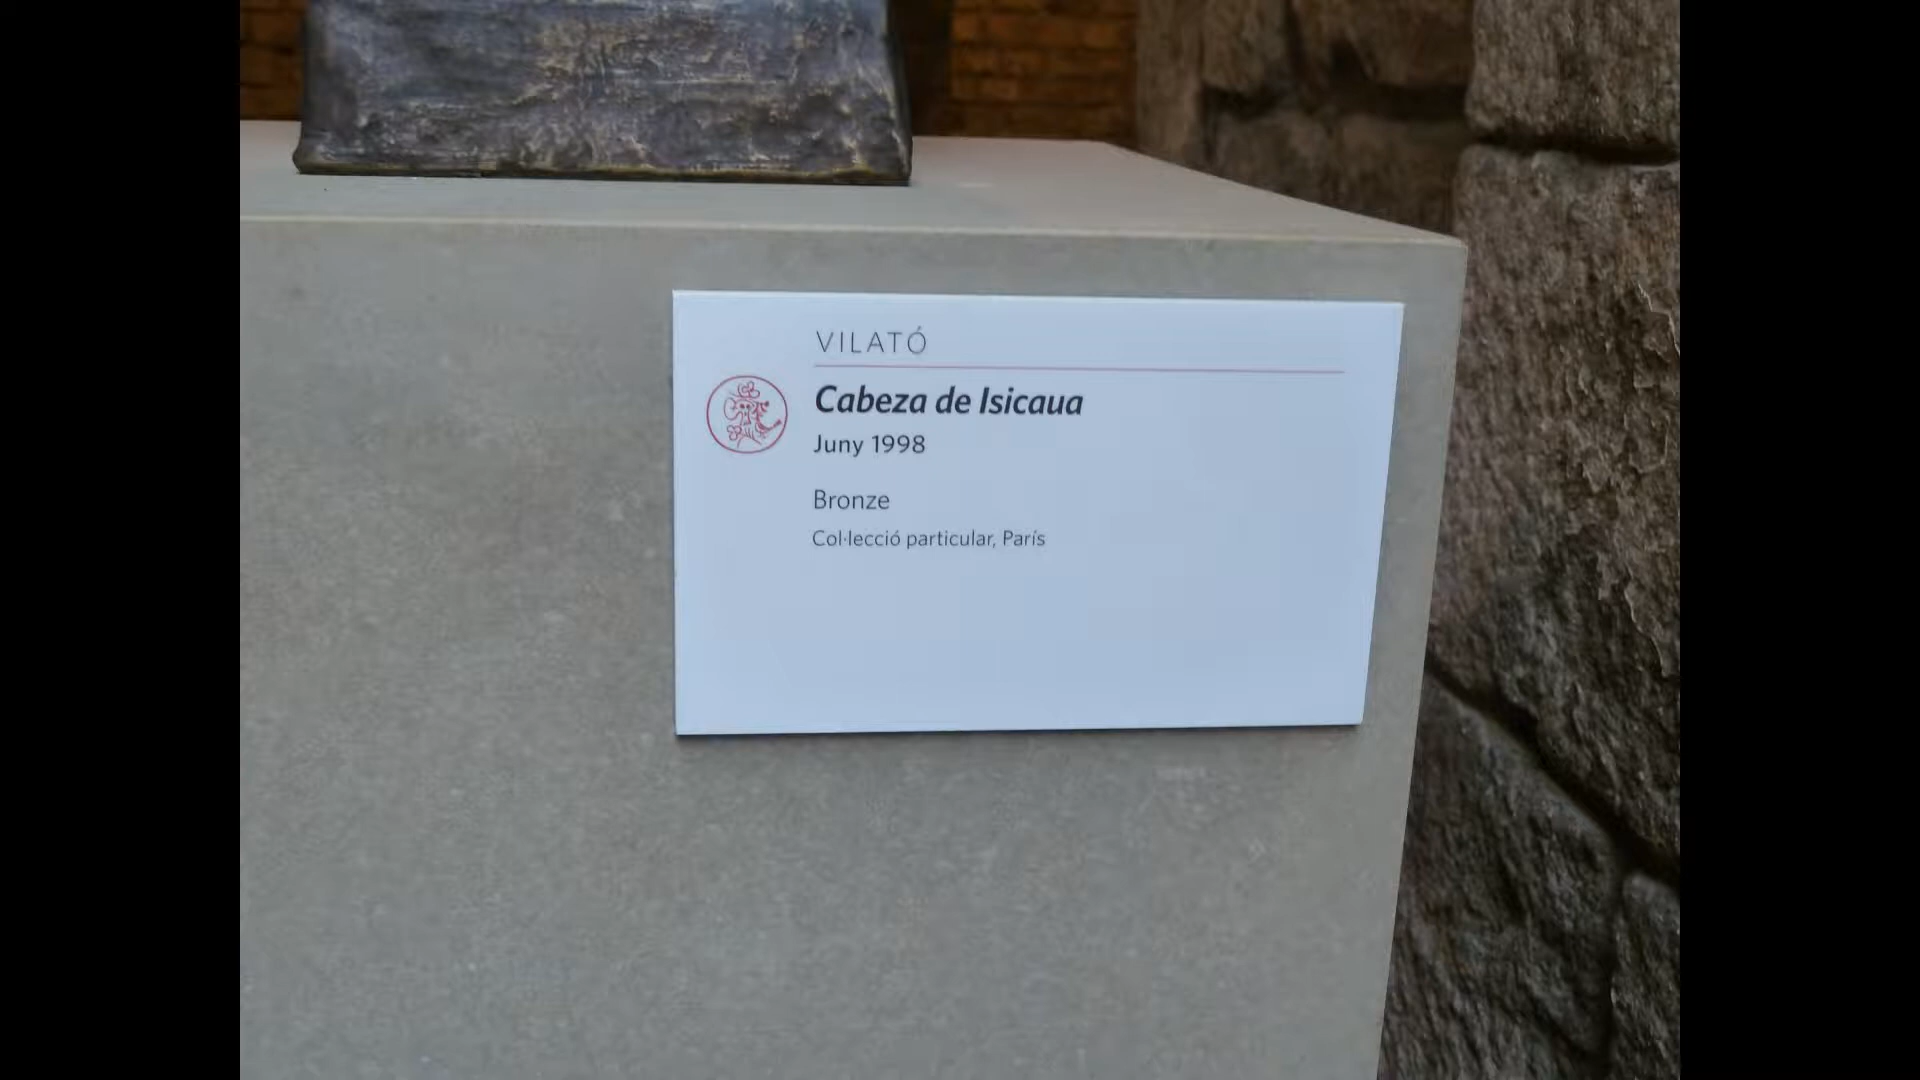 VILATÓ
Cabeza de Isicaua
Juny 1998
Bronze
Col·lecció particular, París